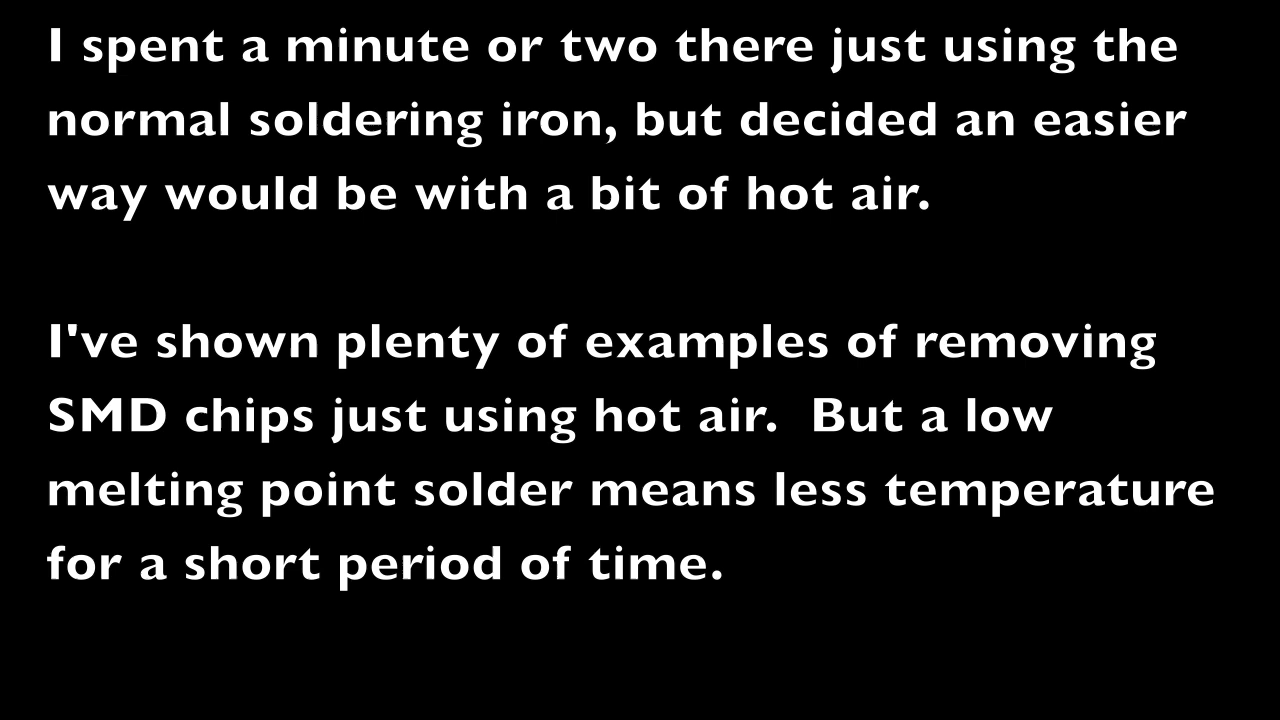 I spent a minute or two there just using the
normal soldering iron, but decided an easier
way would be with a bit of hot air.
I've shown plenty of examples of removing
SMD chips just using hot air.  But a low
melting point solder means less temperature
for a short period of time.